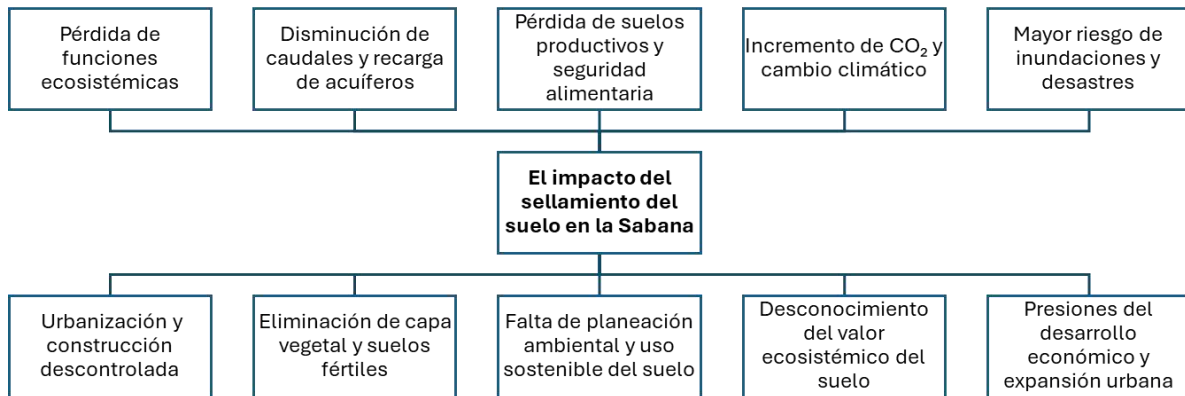 Pérdida de
funciones
ecosistémicas
Disminución de
caudales y recarga
de acuíferos
Pérdida de suelos
productivos y
seguridad
alimentaria
Incremento de CO₂ y
cambio climático
Mayor riesgo de
inundaciones y
desastres
El impacto del
sellamiento del
suelo en la Sabana
Urbanización y
construcción
descontrolada
Eliminación de capa
vegetal y suelos
fértiles
Falta de planeación
ambiental y uso
sostenible del suelo
Desconocimiento
del valor
ecosistémico del
suelo
Presiones del
desarrollo
económico y
expansión urbana